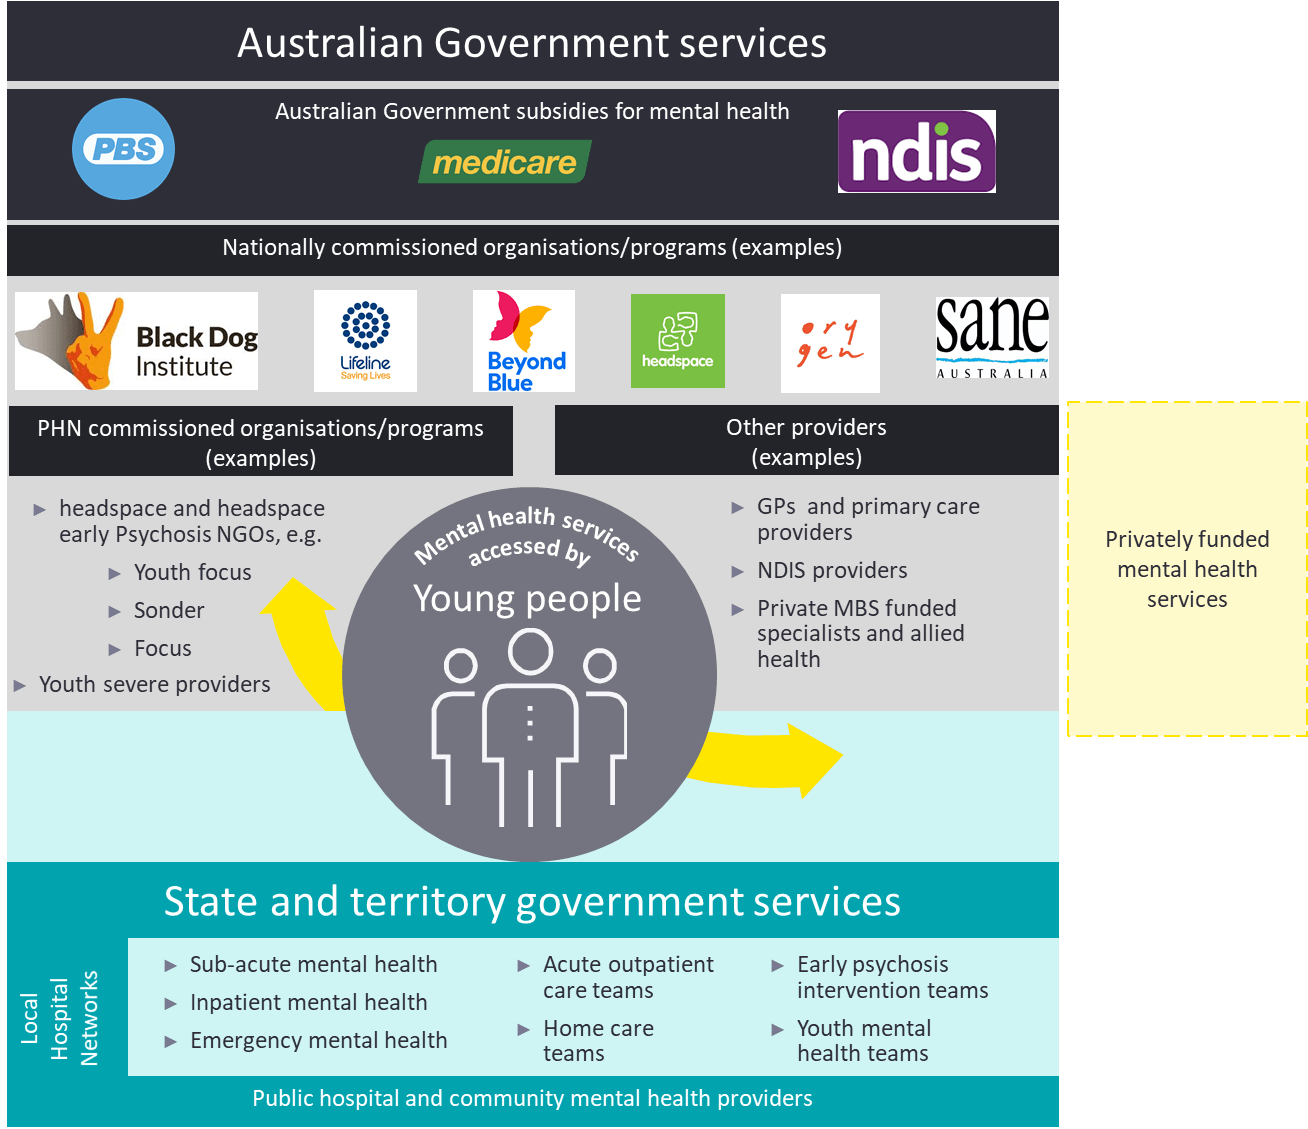 Australian Government services
Australian Government subsidies for mental health
PBS
medicare
ndis
Nationally commissioned organisations/programs (examples)
Black Dog
Institute
Lifeline
Saving Lives
Beyond
Blue
headspace
ory
gen
sane
AUSTRALIA
PHN commissioned organisations/programs
(examples)
headspace and headspace
early Psychosis NGOs, e.g.
Youth focus
Sonder
Focus
Youth severe providers
Other providers
(examples)
GPs and primary care
providers
NDIS providers
Private MBS funded
specialists and allied
health
Mental health services
accessed by
Young people
Privately funded
mental health
services
State and territory government services
Local
Hospital
Networks
Sub-acute mental health
Inpatient mental health
Emergency mental health
Acute outpatient
care teams
Home care
teams
Early psychosis
intervention teams
Youth mental
health teams
Public hospital and community mental health providers